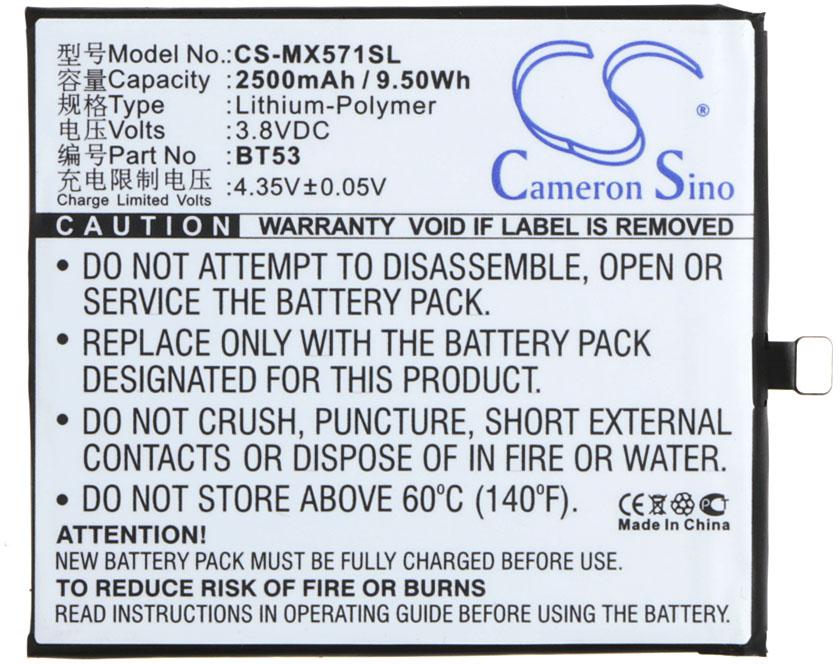 型号Model No.:CS-MX571SL
容量Capacity :2500mAh / 9.50Wh
规格Type :Lithium-Polymer
电压Volts :3.8VDC
编号Part No :BT53
充电限制电压:4.35V±0.05V
Charge Limited Volts
CS
®
Cameron Sino
CAUTION WARRANTY VOID IF LABEL IS REMOVED
• DO NOT ATTEMPT TO DISASSEMBLE, OPEN OR
SERVICE THE BATTERY PACK.
• REPLACE ONLY WITH THE BATTERY PACK
DESIGNATED FOR THIS PRODUCT.
• DO NOT CRUSH, PUNCTURE, SHORT EXTERNAL
CONTACTS OR DISPOSE OF IN FIRE OR WATER.
• DO NOT STORE ABOVE 60°C (140°F).
CE PCT
Made In China
ATTENTION!
NEW BATTERY PACK MUST BE FULLY CHARGED BEFORE USE.
TO REDUCE RISK OF FIRE OR BURNS
READ INSTRUCTIONS IN OPERATING GUIDE BEFORE USING THE BATTERY.